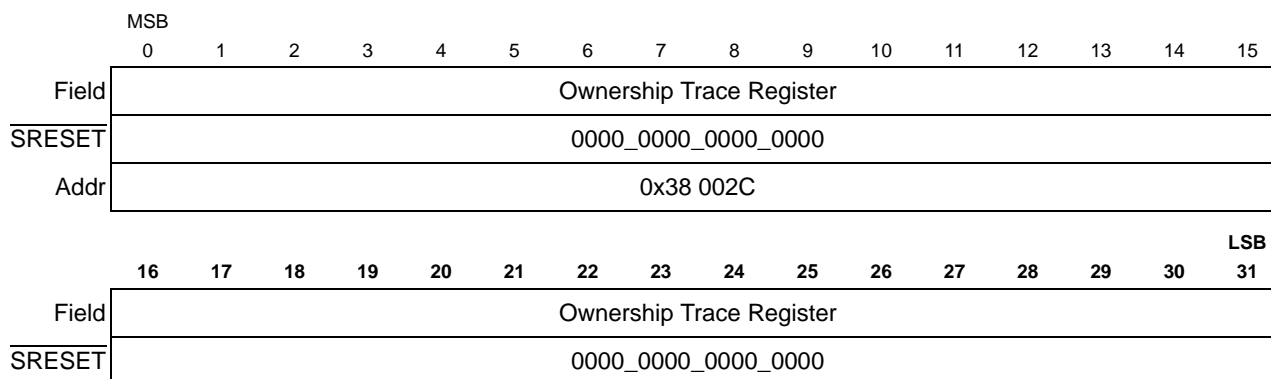 MSB
0 1 2 3 4 5 6 7 8 9 10 11 12 13 14 15
Field Ownership Trace Register
SRESET 0000_0000_0000_0000
Addr 0x38 002C
LSB
16 17 18 19 20 21 22 23 24 25 26 27 28 29 30 31
Field Ownership Trace Register
SRESET 0000_0000_0000_0000